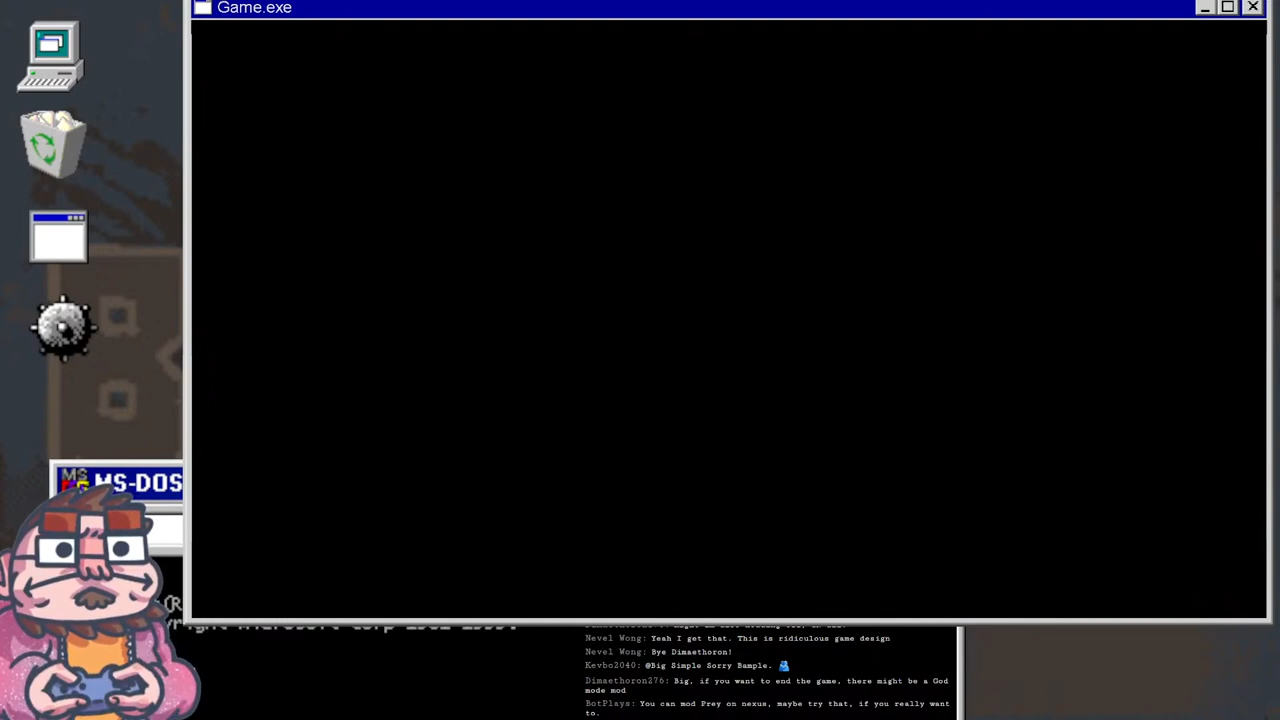 Game.exe
MS-DOS
Nevel Wong: Yeah I get that. This is ridiculous game design
Nevel Wong: Bye Dimaethoron!
Kevbo2040: @Big Simple Sorry Bample.
Dimaethoron276: Big, if you want to end the game, there might be a God
mode mod
BotPlays: You can mod Prey on nexus, maybe try that, if you really want
to.